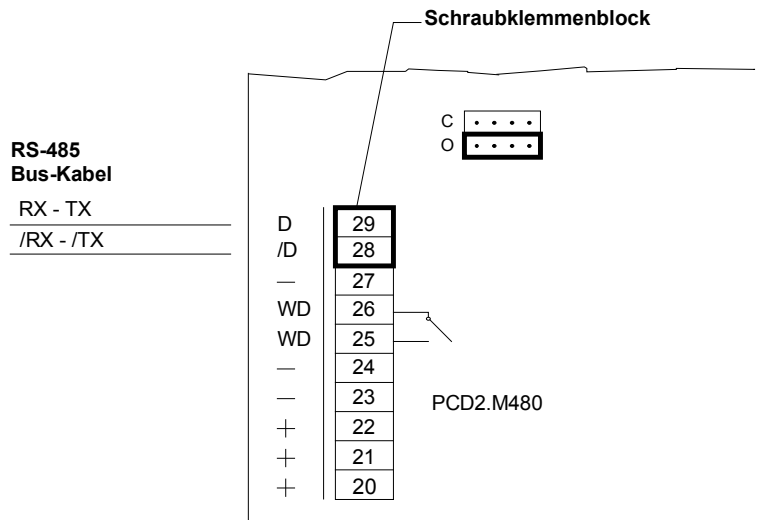 Schraubklemmenblock
C
O
RS-485
Bus-Kabel
RX - TX
/RX - /TX
D 29
/D 28
— 27
WD 26
WD 25
— 24
— 23
+ 22
+ 21
+ 20
PCD2.M480